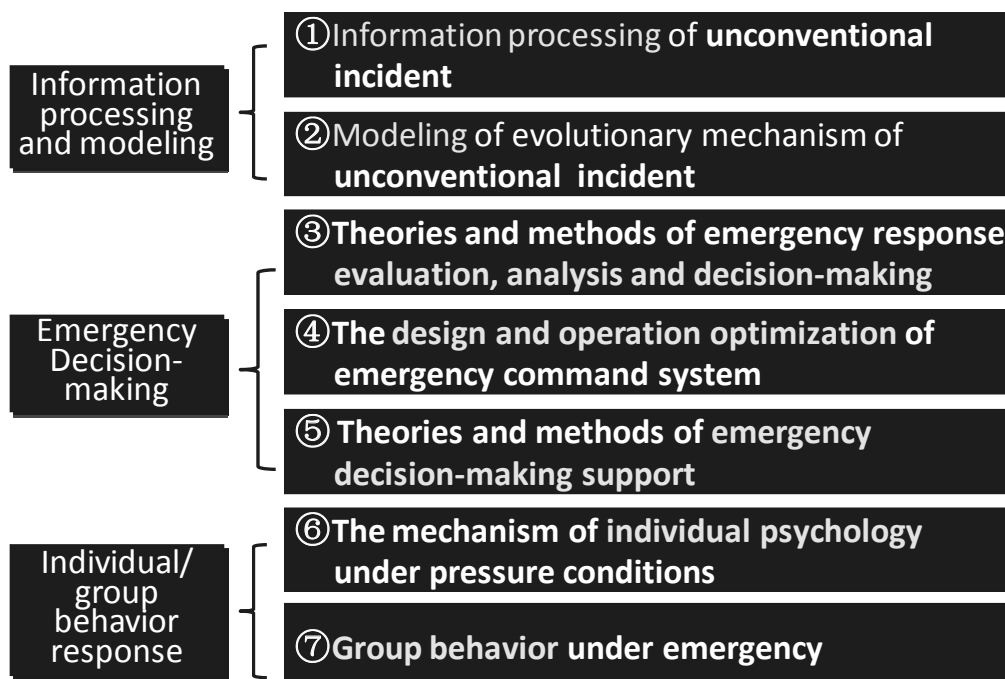 Information
processing
and modeling
①Information processing of unconventional
incident
②Modeling of evolutionary mechanism of
unconventional incident
Emergency
Decision-
making
③Theories and methods of emergency response
evaluation, analysis and decision-making
④The design and operation optimization of
emergency command system
⑤ Theories and methods of emergency
decision-making support
Individual/
group
behavior
response
⑥The mechanism of individual psychology
under pressure conditions
⑦Group behavior under emergency